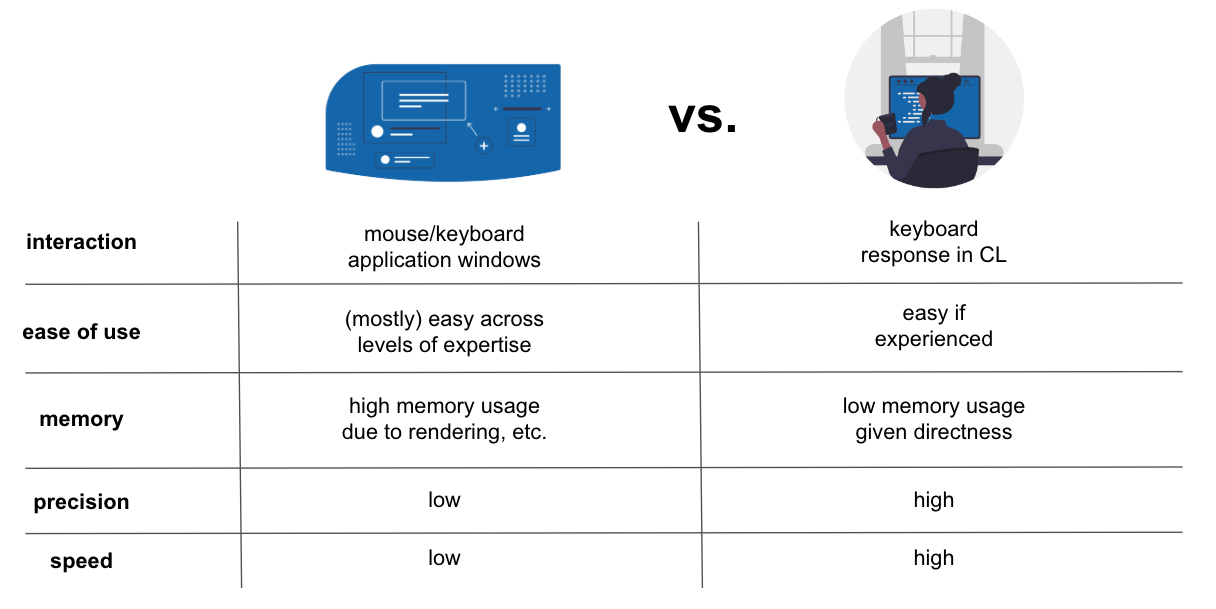 vs.
interaction
mouse/keyboard
application windows
keyboard
response in CL
ease of use
(mostly) easy across
levels of expertise
easy if
experienced
memory
high memory usage
due to rendering, etc.
low memory usage
given directness
precision
low
high
speed
low
high